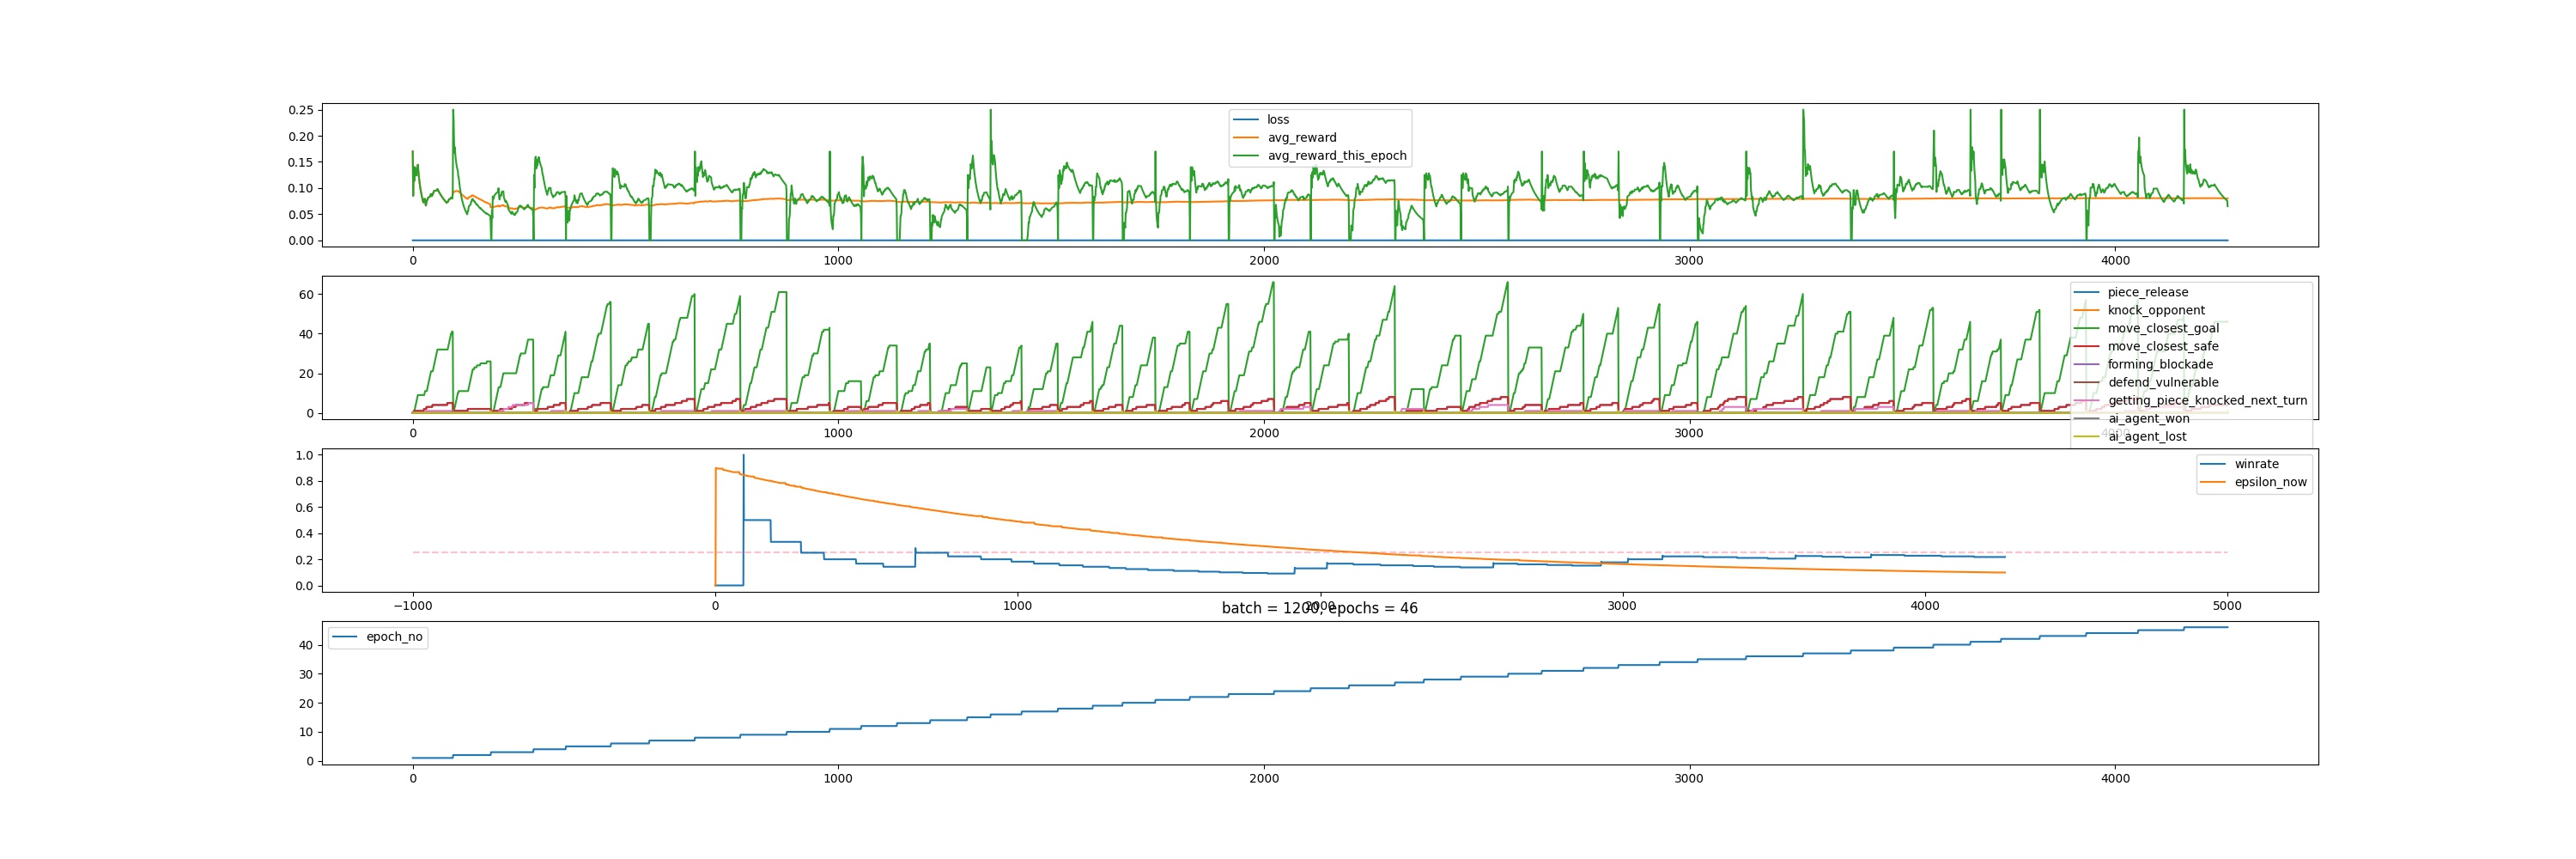 0.25
0.20
0.15
0.10
0.05
0.00
loss
avg_reward
avg_reward_this_epoch
0 1000 2000 3000 4000
60
40
20
0
piece_release
knock_opponent
move_closest_goal
move_closest_safe
forming_blockade
defend_vulnerable
getting_piece_knocked_next_turn
ai_agent_won
ai_agent_lost
0 1000 2000 3000 4000
1.0
0.8
0.6
0.4
0.2
0.0
winrate
epsilon_now
−1000 0 1000 2000 3000 4000 5000
batch = 1200, epochs = 46
epoch_no
40
30
20
10
0
0 1000 2000 3000 4000